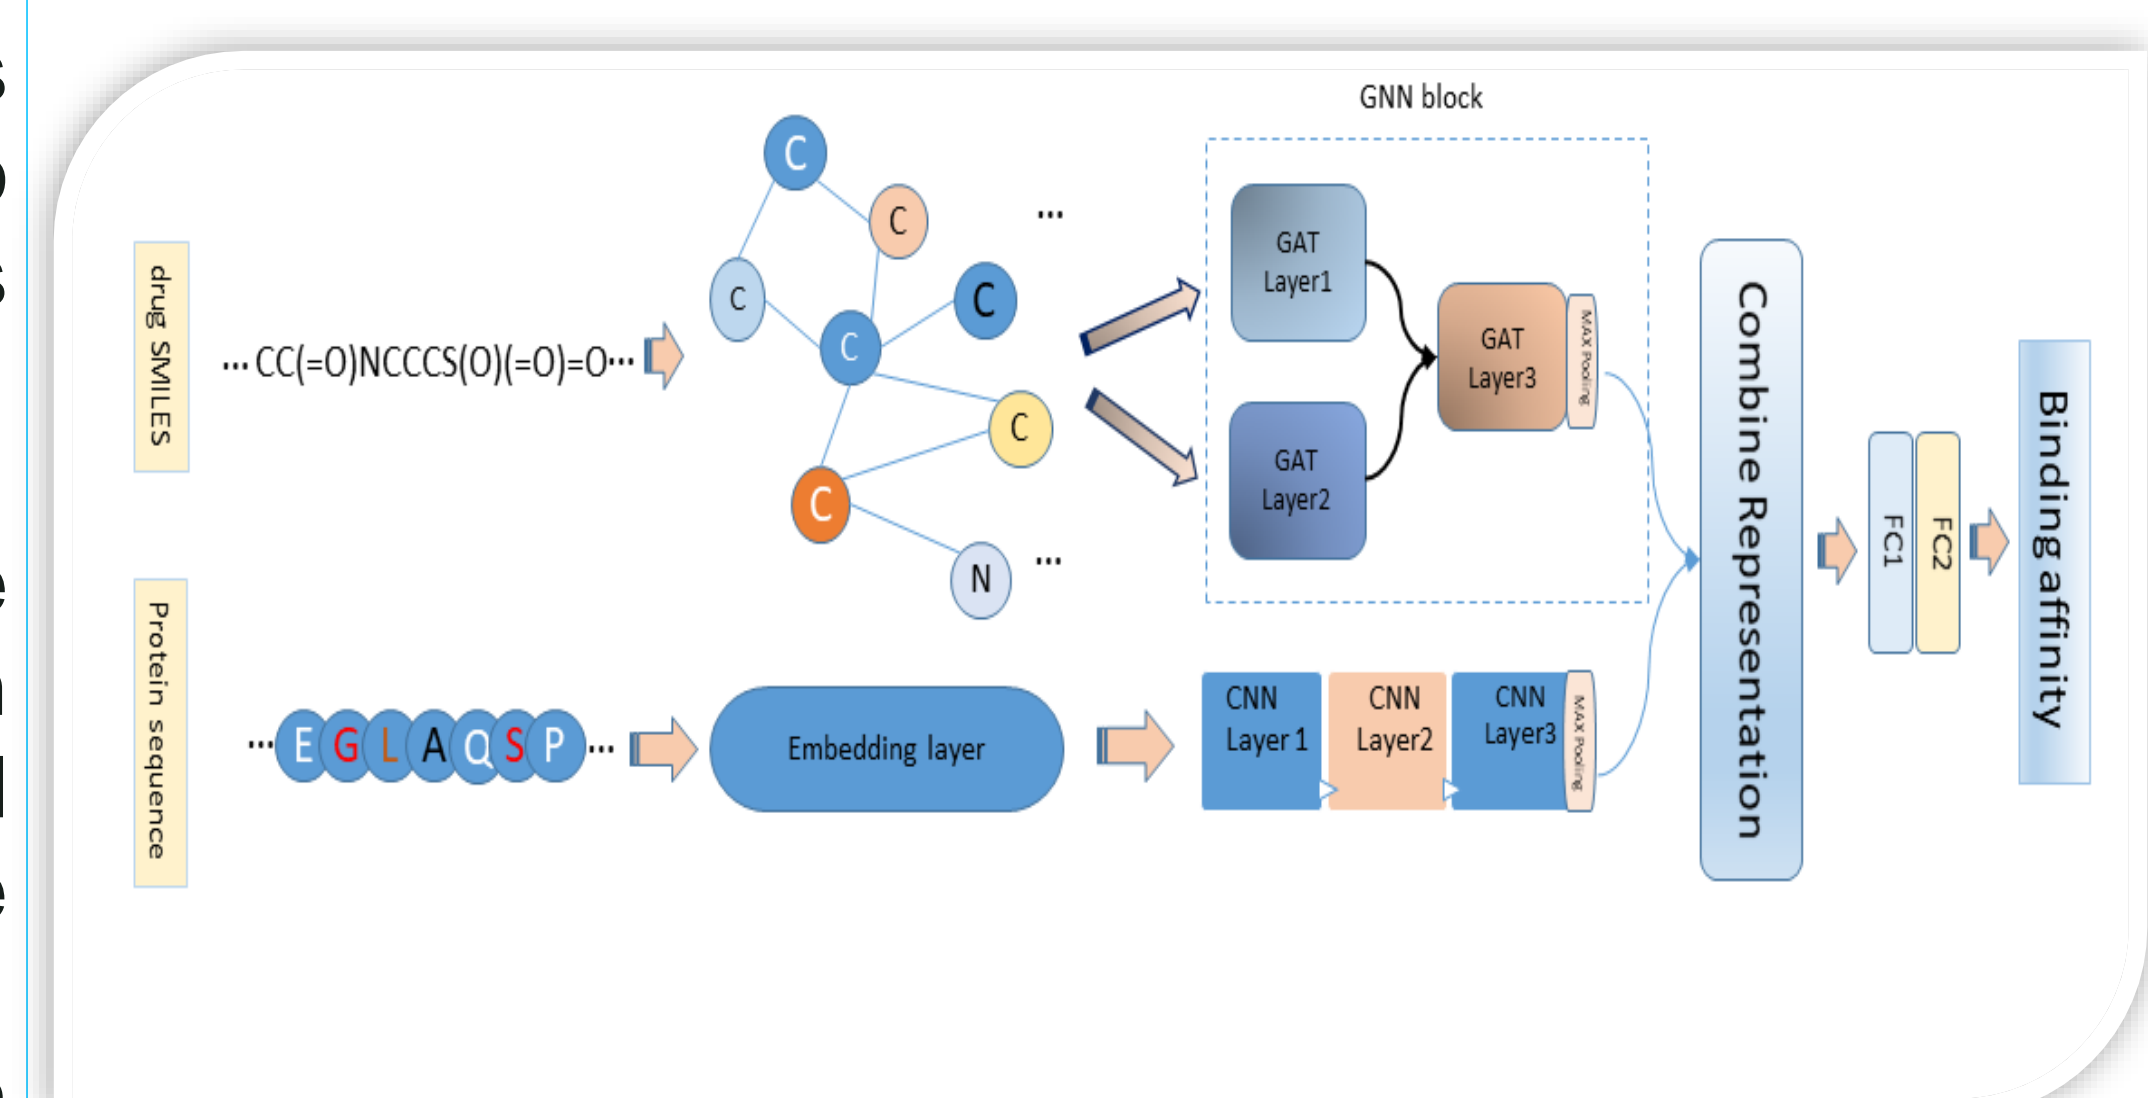 GNN block
drug SMILES
... CC(=O)NCCCS(O)(=O)=O...
C
C
...
C
C
C
C
C
N
...
GAT
Layer1
GAT
Layer2
GAT
Layer3
MAX Pooling
Protein sequence
... E G L A Q S P ...
Embedding layer
CNN
Layer 1
CNN
Layer2
CNN
Layer3
MAX Pooling
Combine Representation
FC1
FC2
Binding affinity